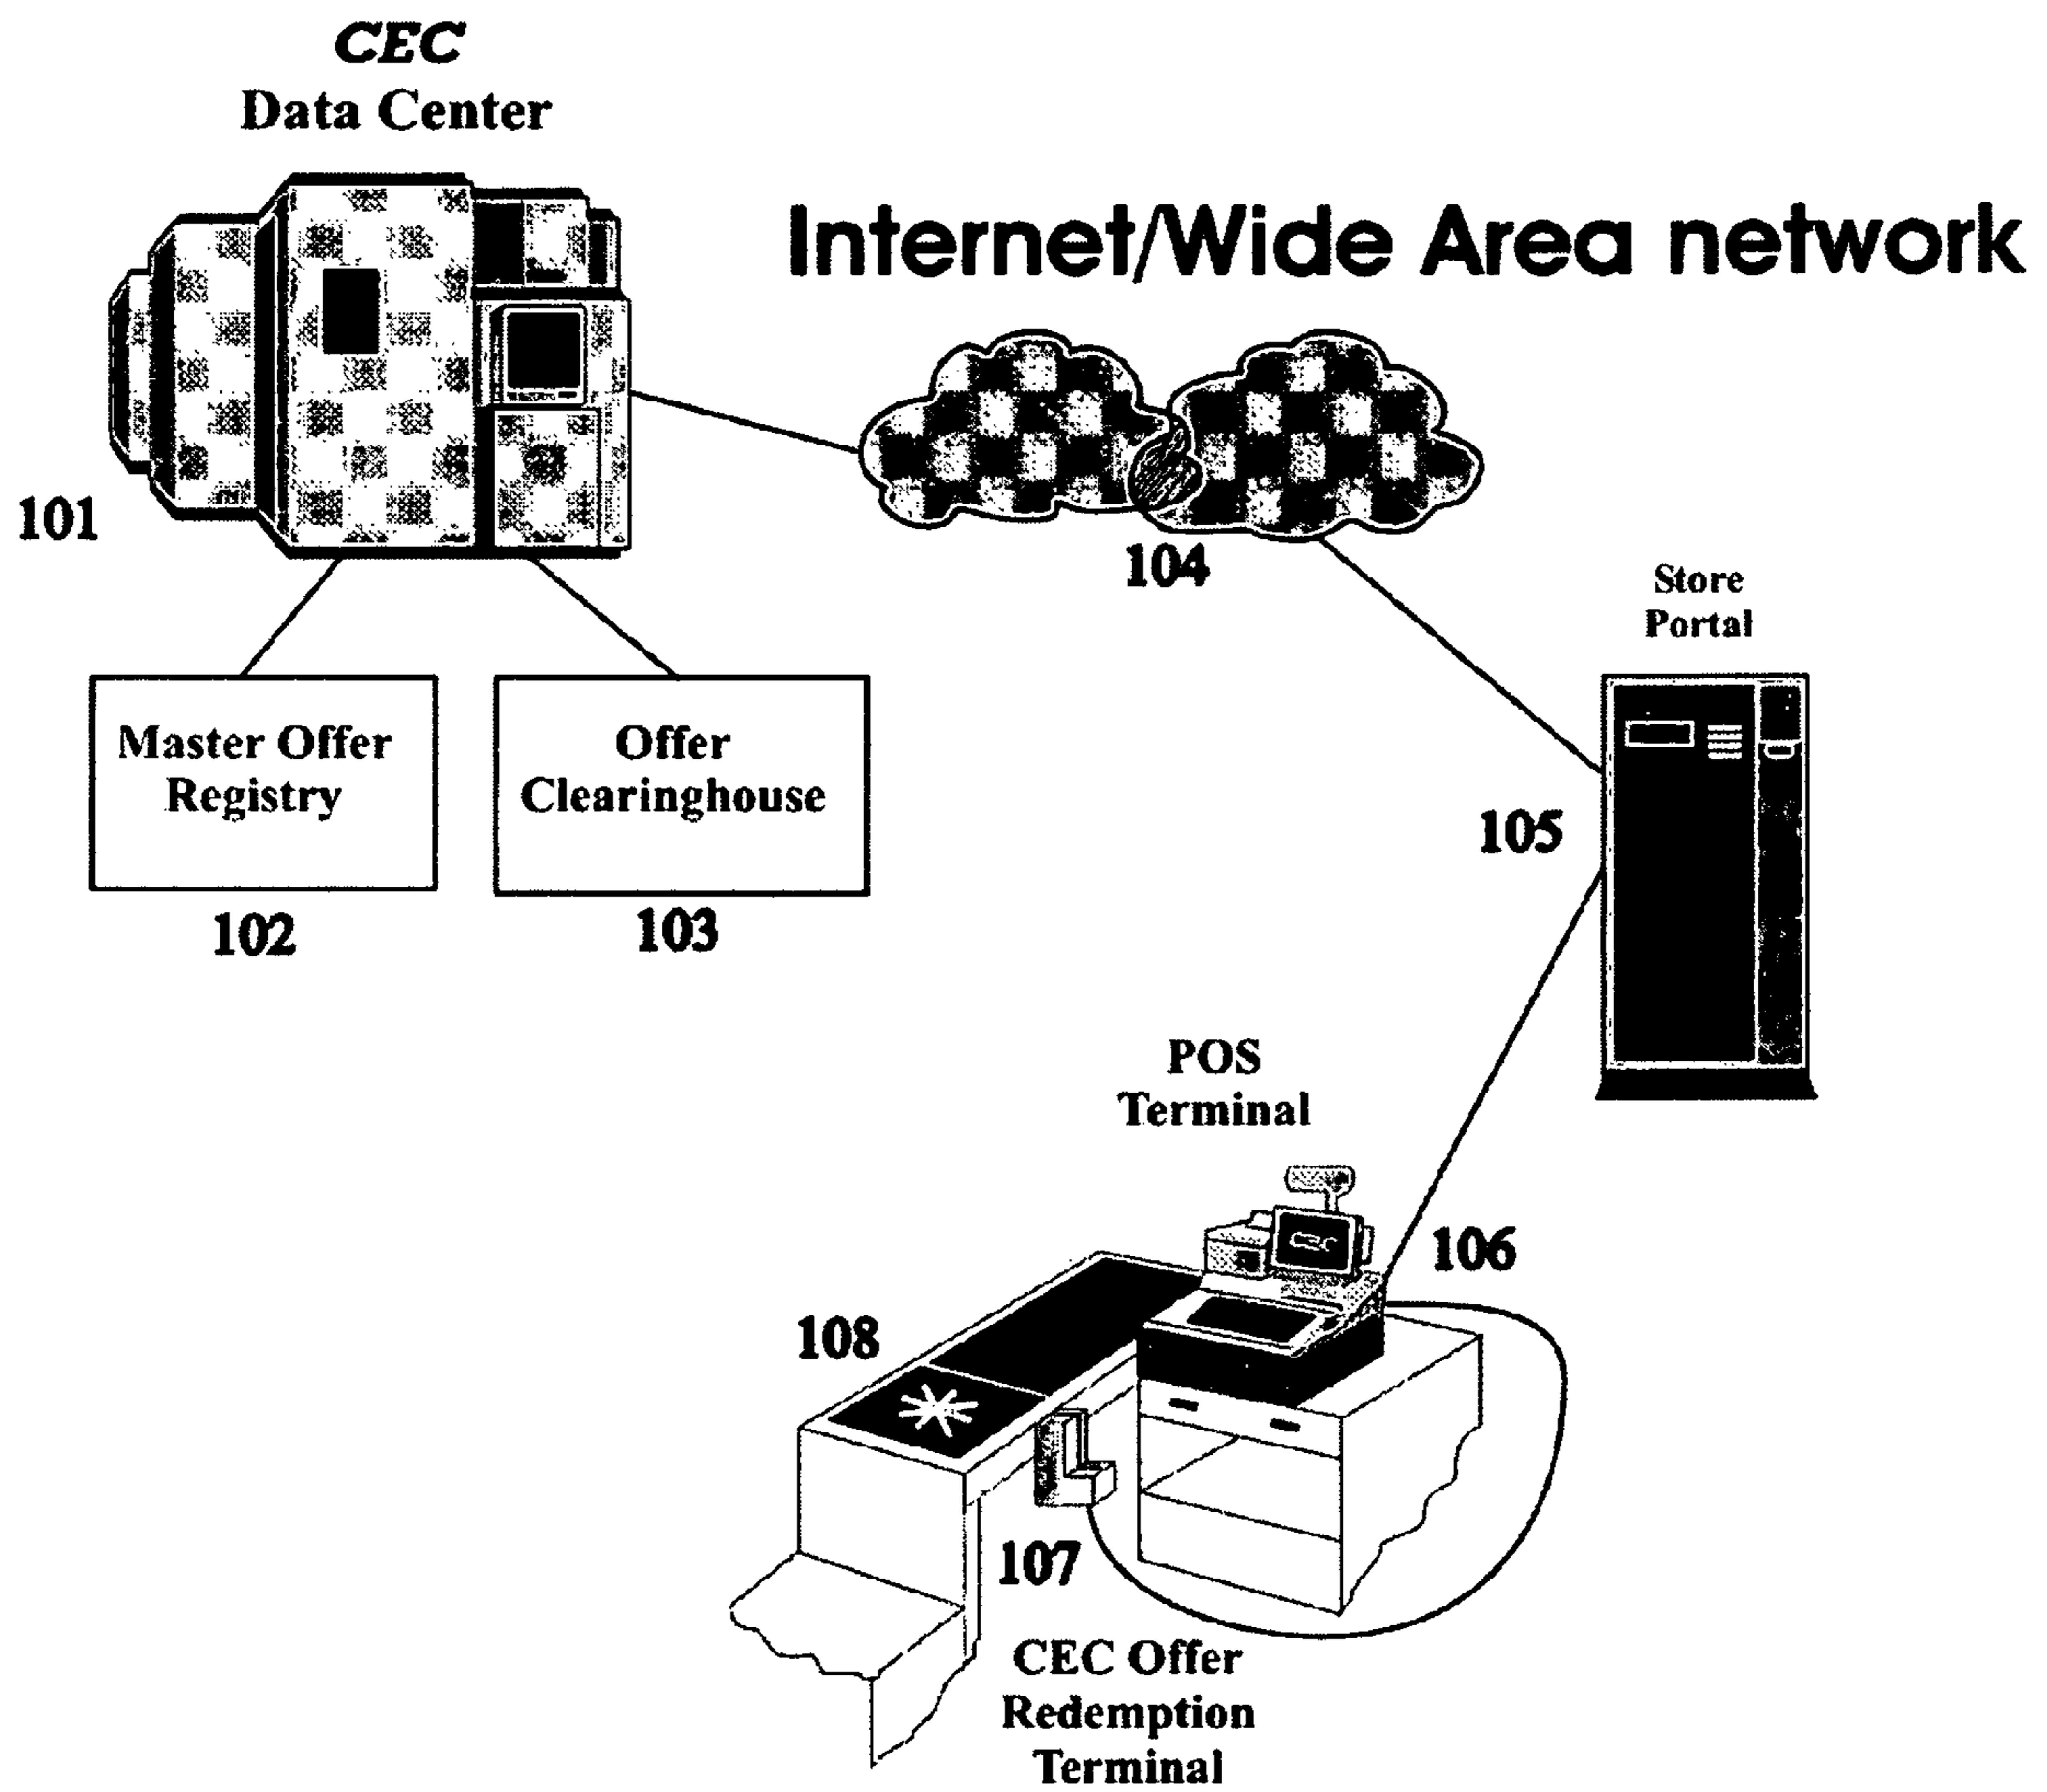 CEC
Data Center
Internet/Wide Area network
101
104
Store
Portal
Master Offer
Registry
Offer
Clearinghouse
105
102
103
POS
Terminal
CEC
106
108
107
CEC Offer
Redemption
Terminal